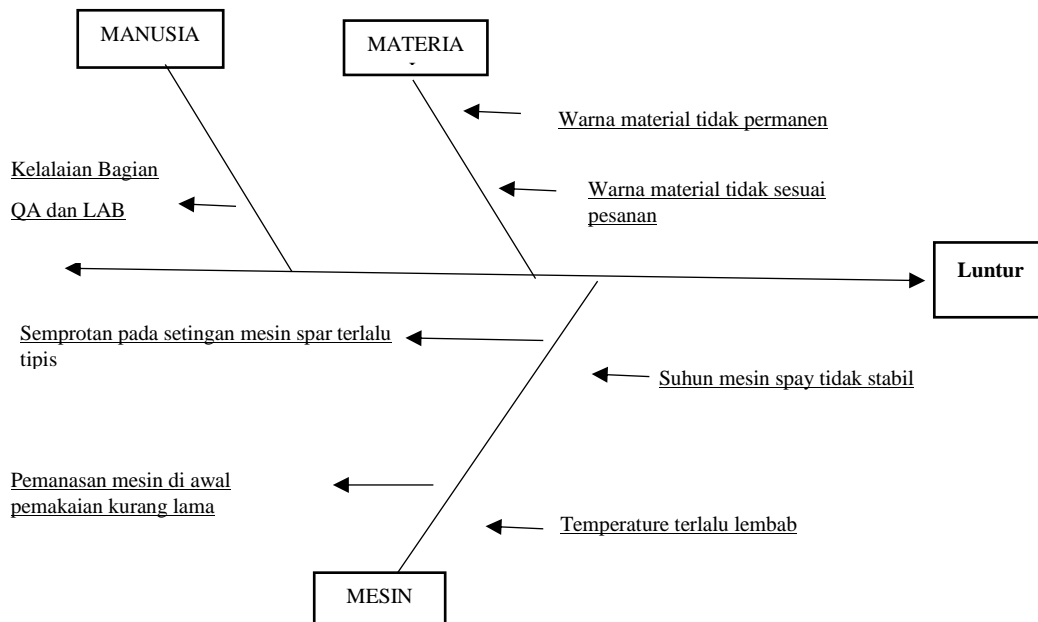 MANUSIA
MATERIA
Warna material tidak permanen
Kelalaian Bagian
QA dan LAB
Warna material tidak sesuai
pesanan
Luntur
Semprotan pada setingan mesin spar terlalu
tipis
Suhun mesin spay tidak stabil
Pemanasan mesin di awal
pemakaian kurang lama
Temperature terlalu lembab
MESIN